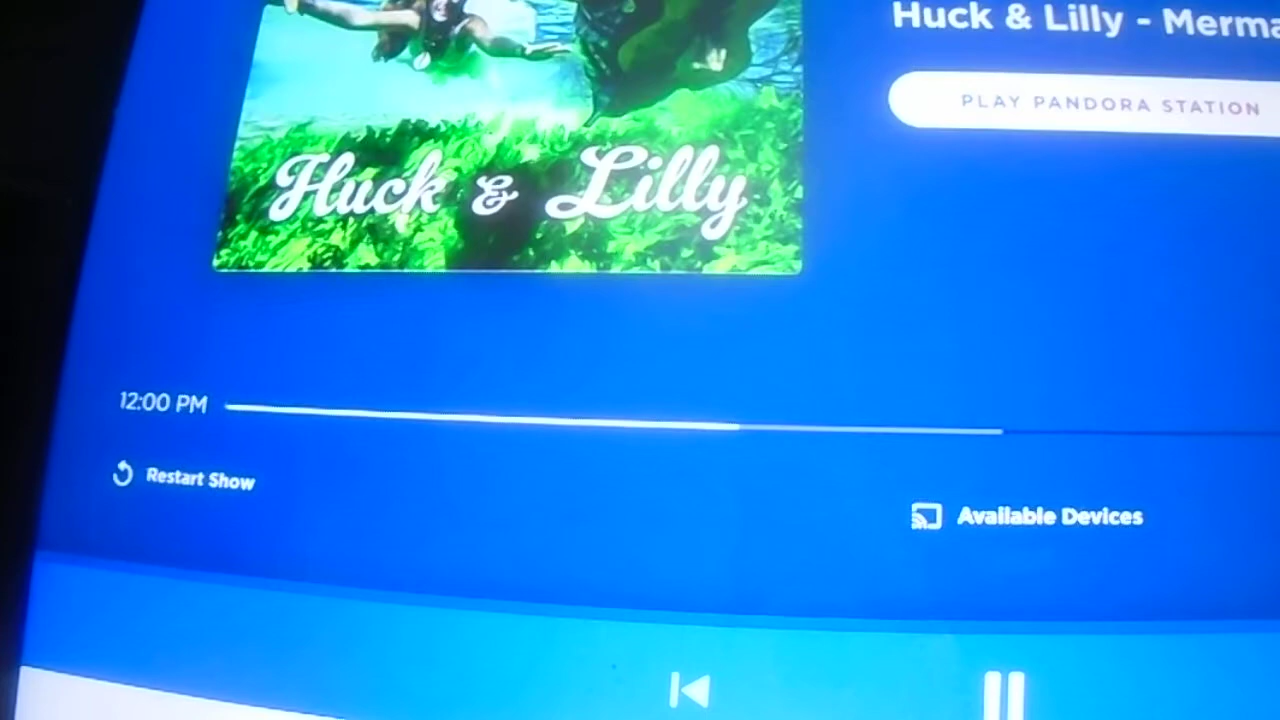 Huck & Lilly - Merma
PLAY PANDORA STATION
Huck & Lilly
12:00 PM
Restart Show
Available Devices